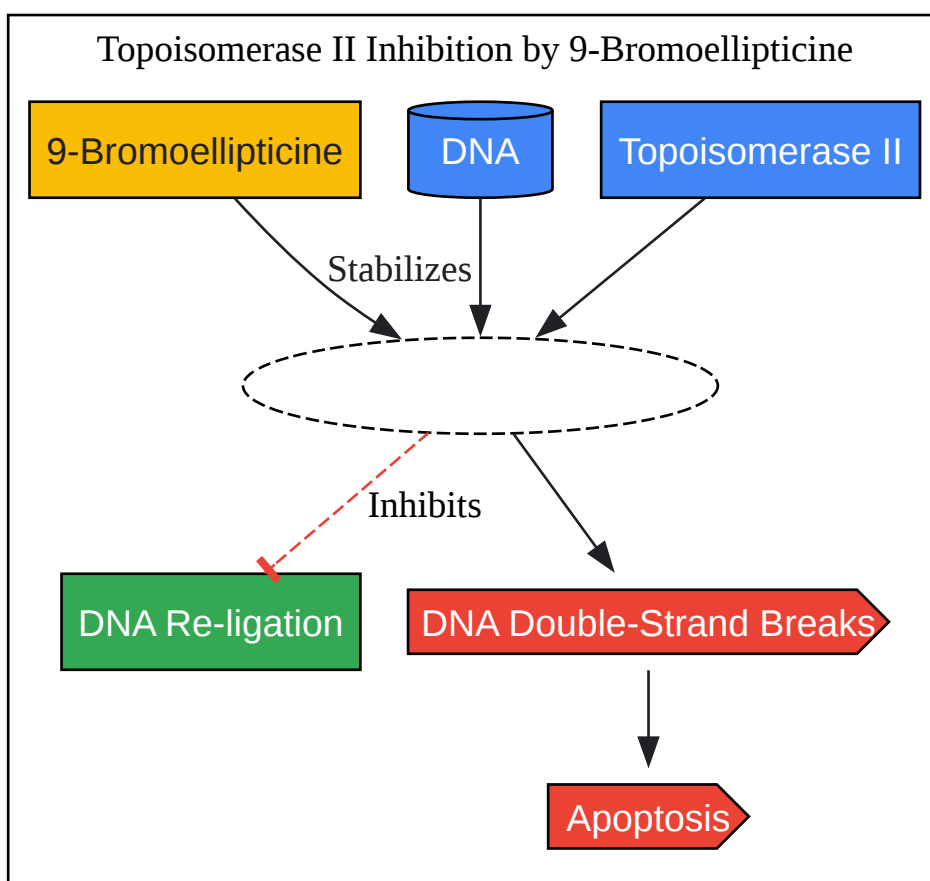 Topoisomerase II Inhibition by 9-Bromoellipticine
9-Bromoellipticine
DNA
Topoisomerase II
Stabilizes
Inhibits
DNA Re-ligation
DNA Double-Strand Breaks
Apoptosis